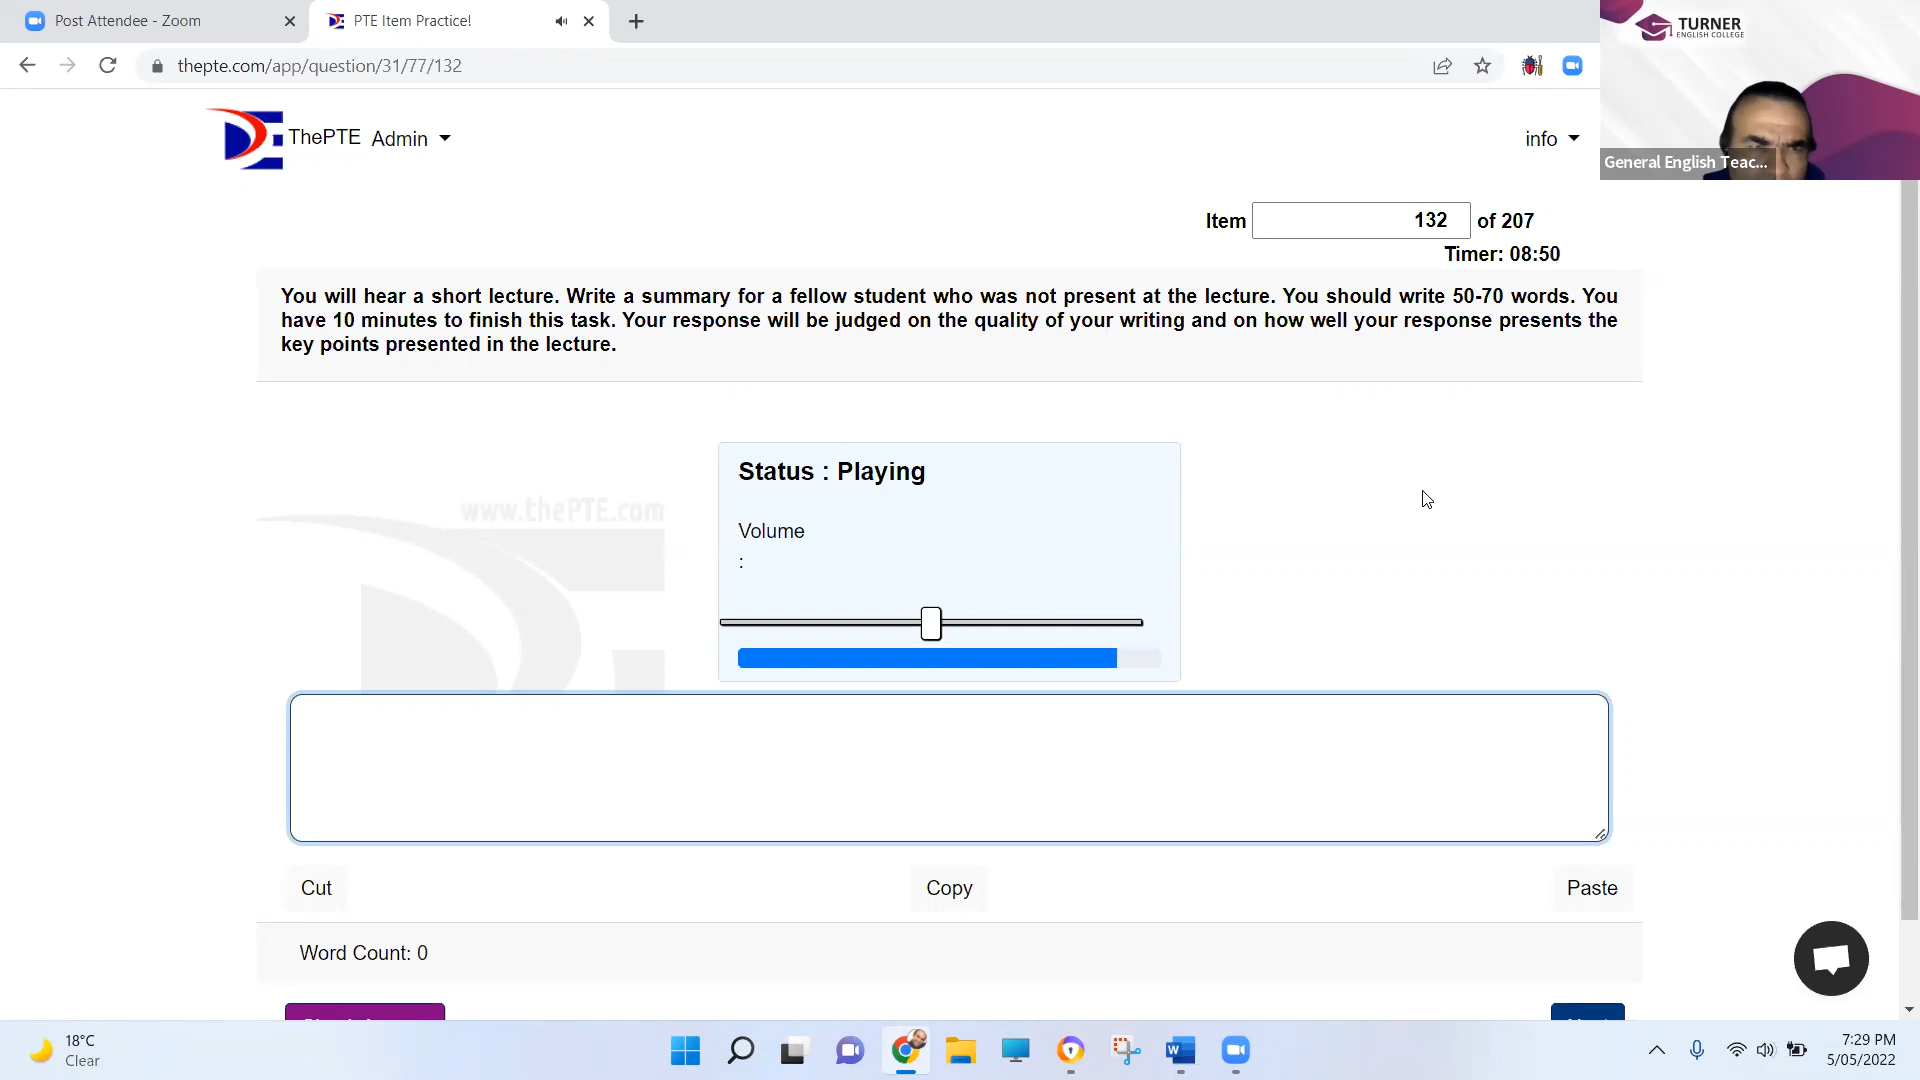 Post Attendee - Zoom
PTE Item Practice!
thepte.com/app/question/31/77/132
TURNER
ENGLISH COLLEGE
General English Teac...
ThePTE Admin
info
Item 132 of 207
Timer: 08:50
You will hear a short lecture. Write a summary for a fellow student who was not present at the lecture. You should write 50-70 words. You
have 10 minutes to finish this task. Your response will be judged on the quality of your writing and on how well your response presents the
key points presented in the lecture.
www.thePTE.com
Status : Playing
Volume
:
Cut
Copy
Paste
Word Count: 0
18°C
Clear
7:29 PM
5/05/2022